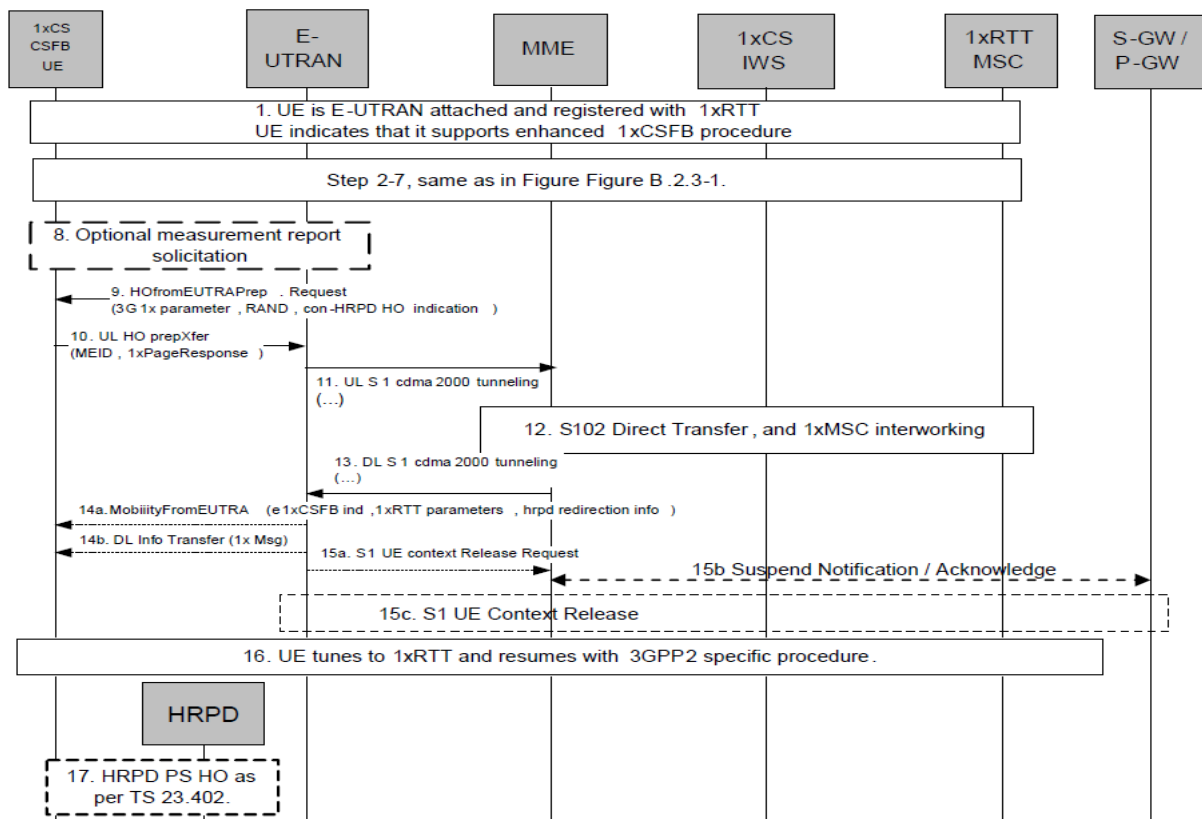 1xCS
CSFB
UE
E-
UTRAN
MME
1xCS
IWS
1xRTT
MSC
S-GW /
P-GW
1. UE is E-UTRAN attached and registered with 1xRTT
UE indicates that it supports enhanced 1xCSFB procedure
Step 2-7, same as in Figure Figure B .2.3-1.
8. Optional measurement report
solicitation
9. HOfromEUTRAPrep . Request
(3G 1x parameter , RAND , con-HRPD HO indication )
10. UL HO prepXfer
(MEID , 1xPageResponse )
11. UL S 1 cdma 2000 tunneling
(...)
12. S102 Direct Transfer , and 1xMSC interworking
13. DL S 1 cdma 2000 tunneling
(...)
14a. MobilityFromEUTRA (e1xCSFB ind ,1xRTT parameters , hrpd redirection info )
14b. DL Info Transfer (1x Msg)
15a. S1 UE context Release Request
15b Suspend Notification / Acknowledge
15c. S1 UE Context Release
16. UE tunes to 1xRTT and resumes with 3GPP2 specific procedure .
HRPD
17. HRPD PS HO as
per TS 23.402.